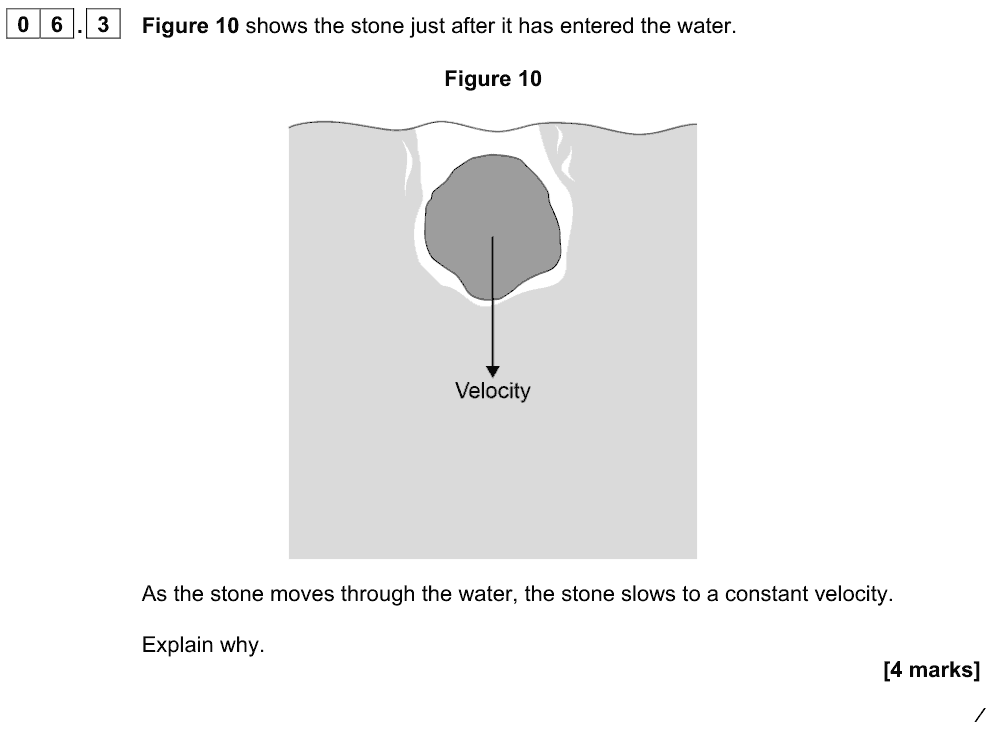 0 6 . 3 Figure 10 shows the stone just after it has entered the water.
Figure 10
Velocity
As the stone moves through the water, the stone slows to a constant velocity.
Explain why.
[4 marks]
/